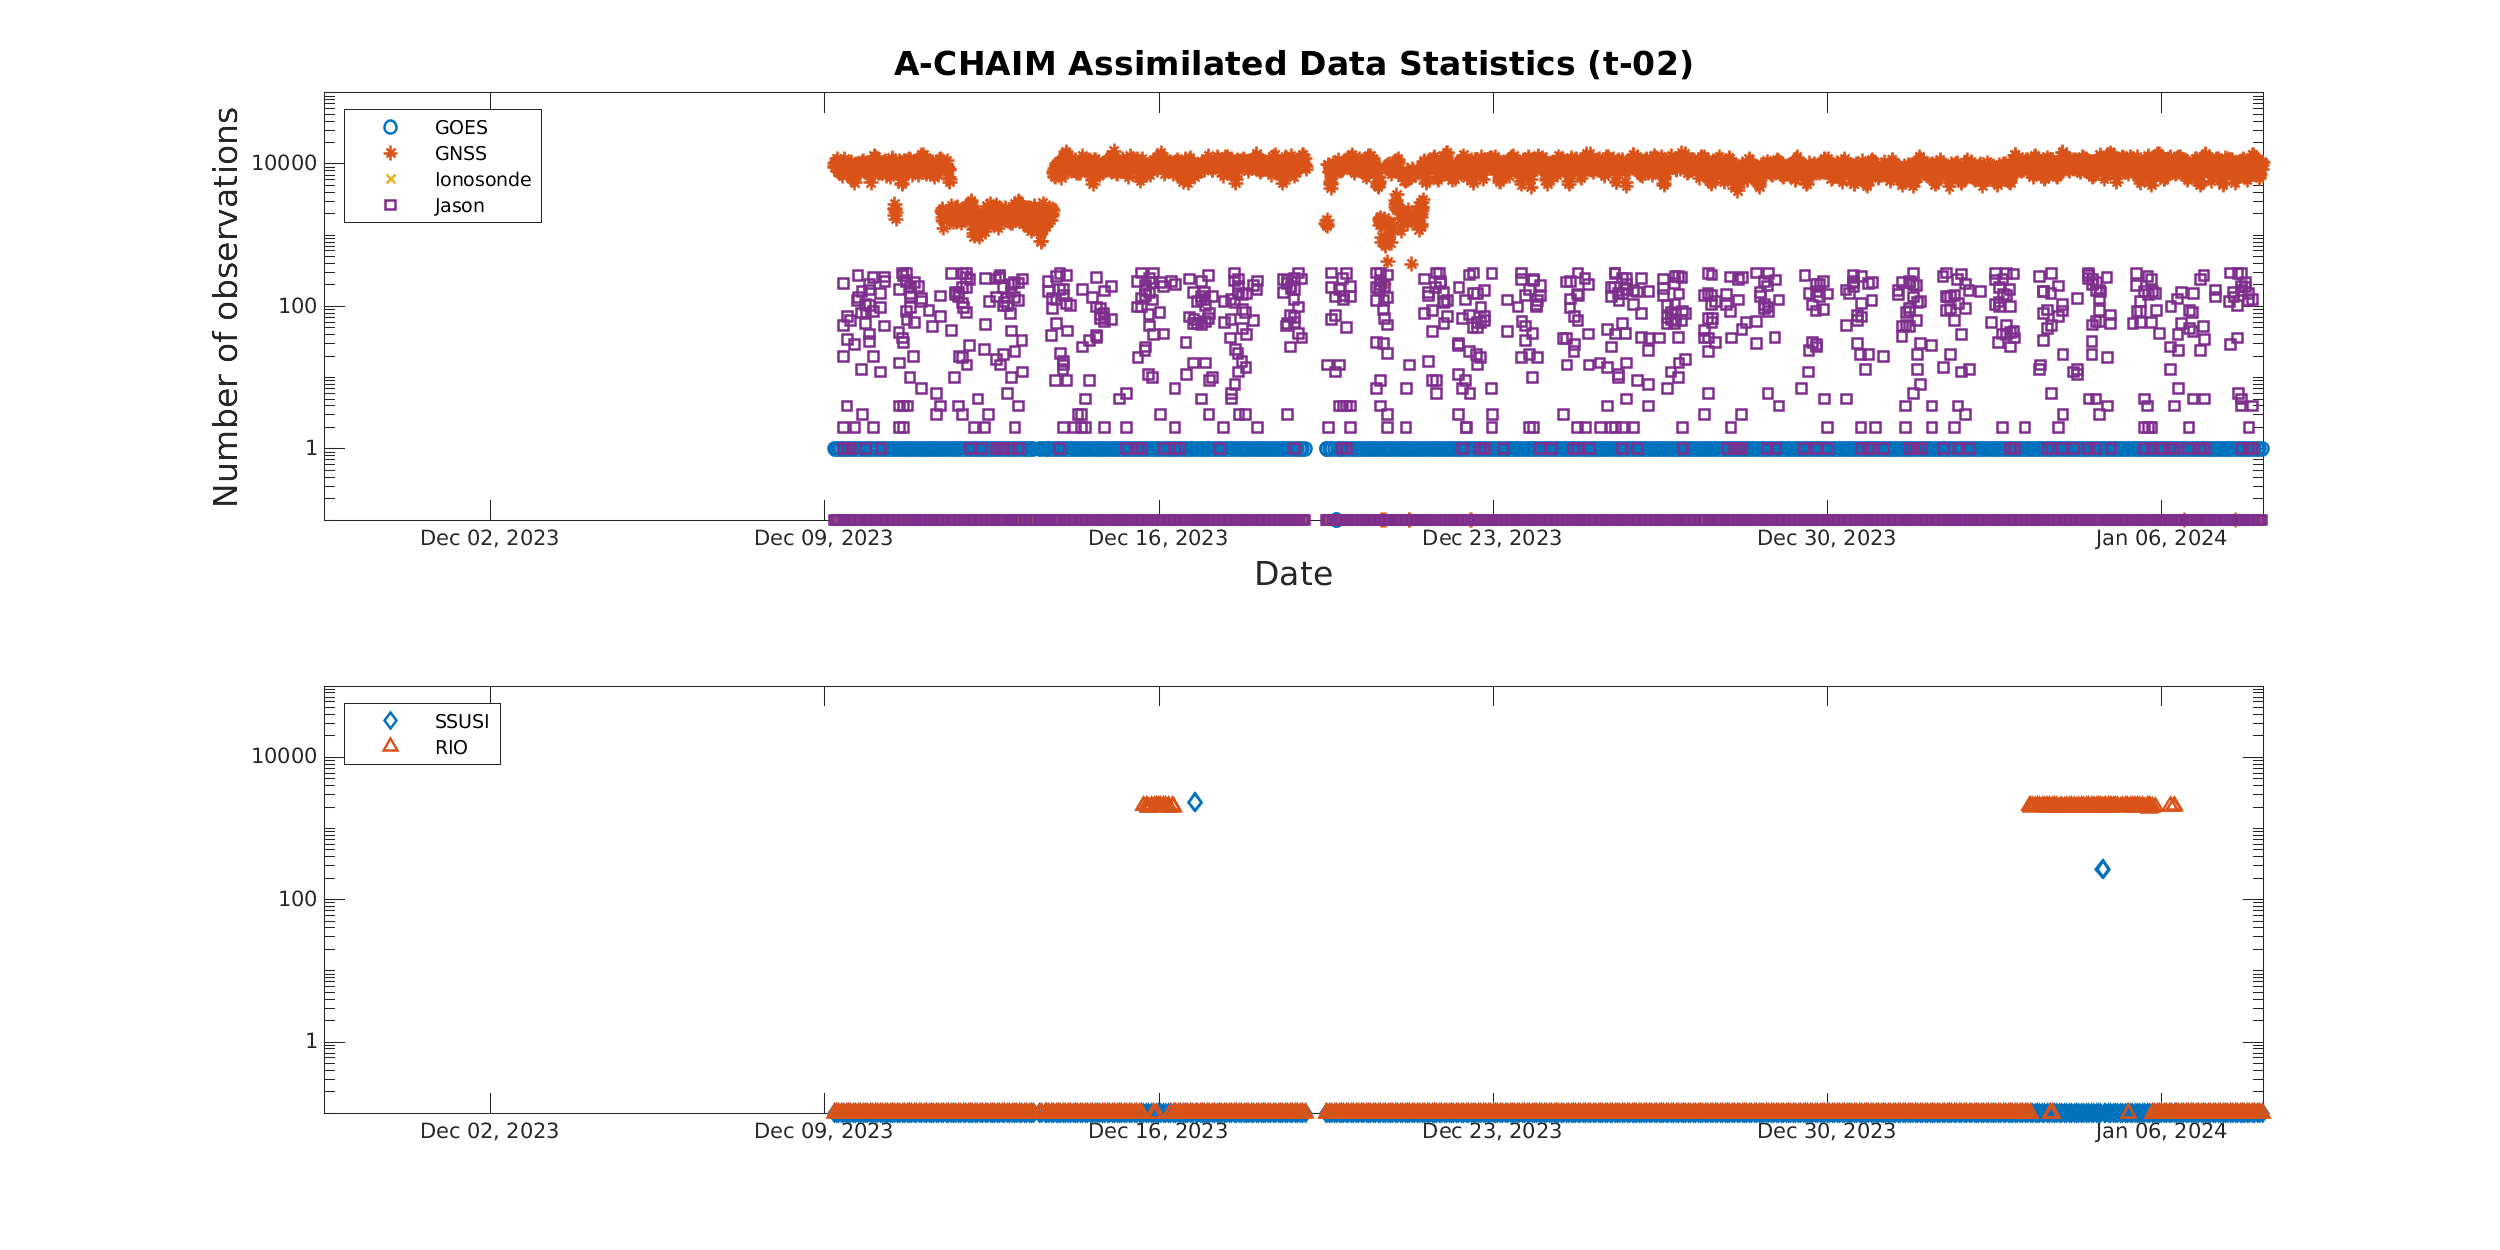 A-CHAIM Assimilated Data Statistics (t-02)
GOES
GNSS
Ionosonde
Jason
10000
100
1
Number of observations
Dec 02, 2023 Dec 09, 2023 Dec 16, 2023 Dec 23, 2023 Dec 30, 2023 Jan 06, 2024
Date
SSUSI
RIO
10000
100
1
Dec 02, 2023 Dec 09, 2023 Dec 16, 2023 Dec 23, 2023 Dec 30, 2023 Jan 06, 2024